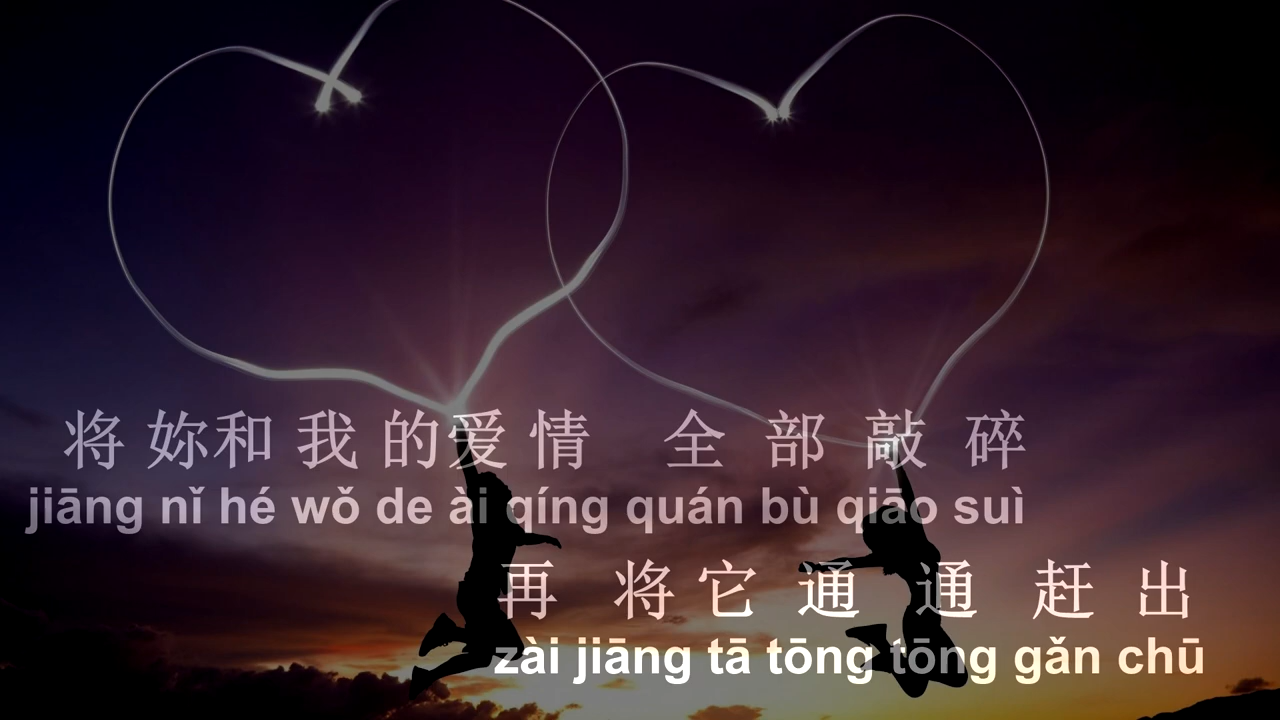 将妳和我的爱情 全部敲碎
jiāng nǐ hé wǒ de ài qíng quán bù qiāo suì
再将它通通赶出
zài jiāng tā tōng tōng gǎn chū